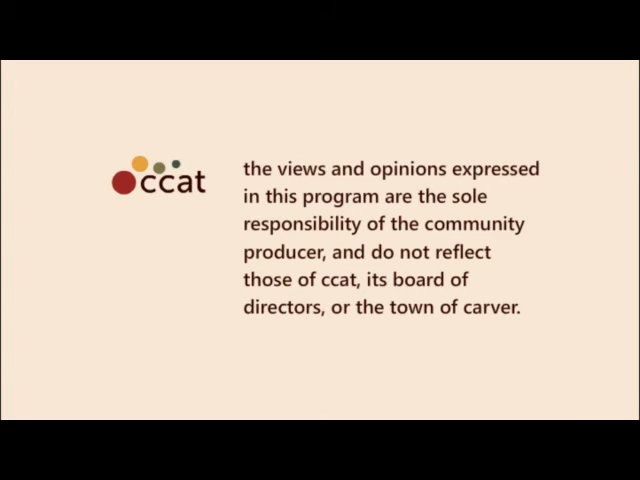 ccat
the views and opinions expressed
in this program are the sole
responsibility of the community
producer, and do not reflect
those of ccat, its board of
directors, or the town of carver.